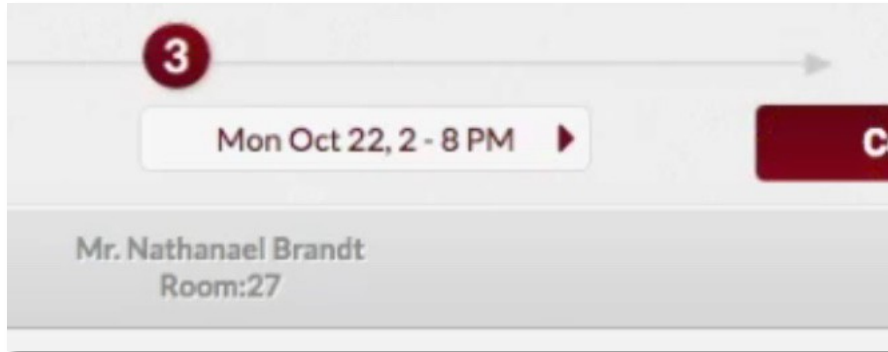 3
Mon Oct 22, 2 - 8 PM
C
Mr. Nathanael Brandt
Room:27